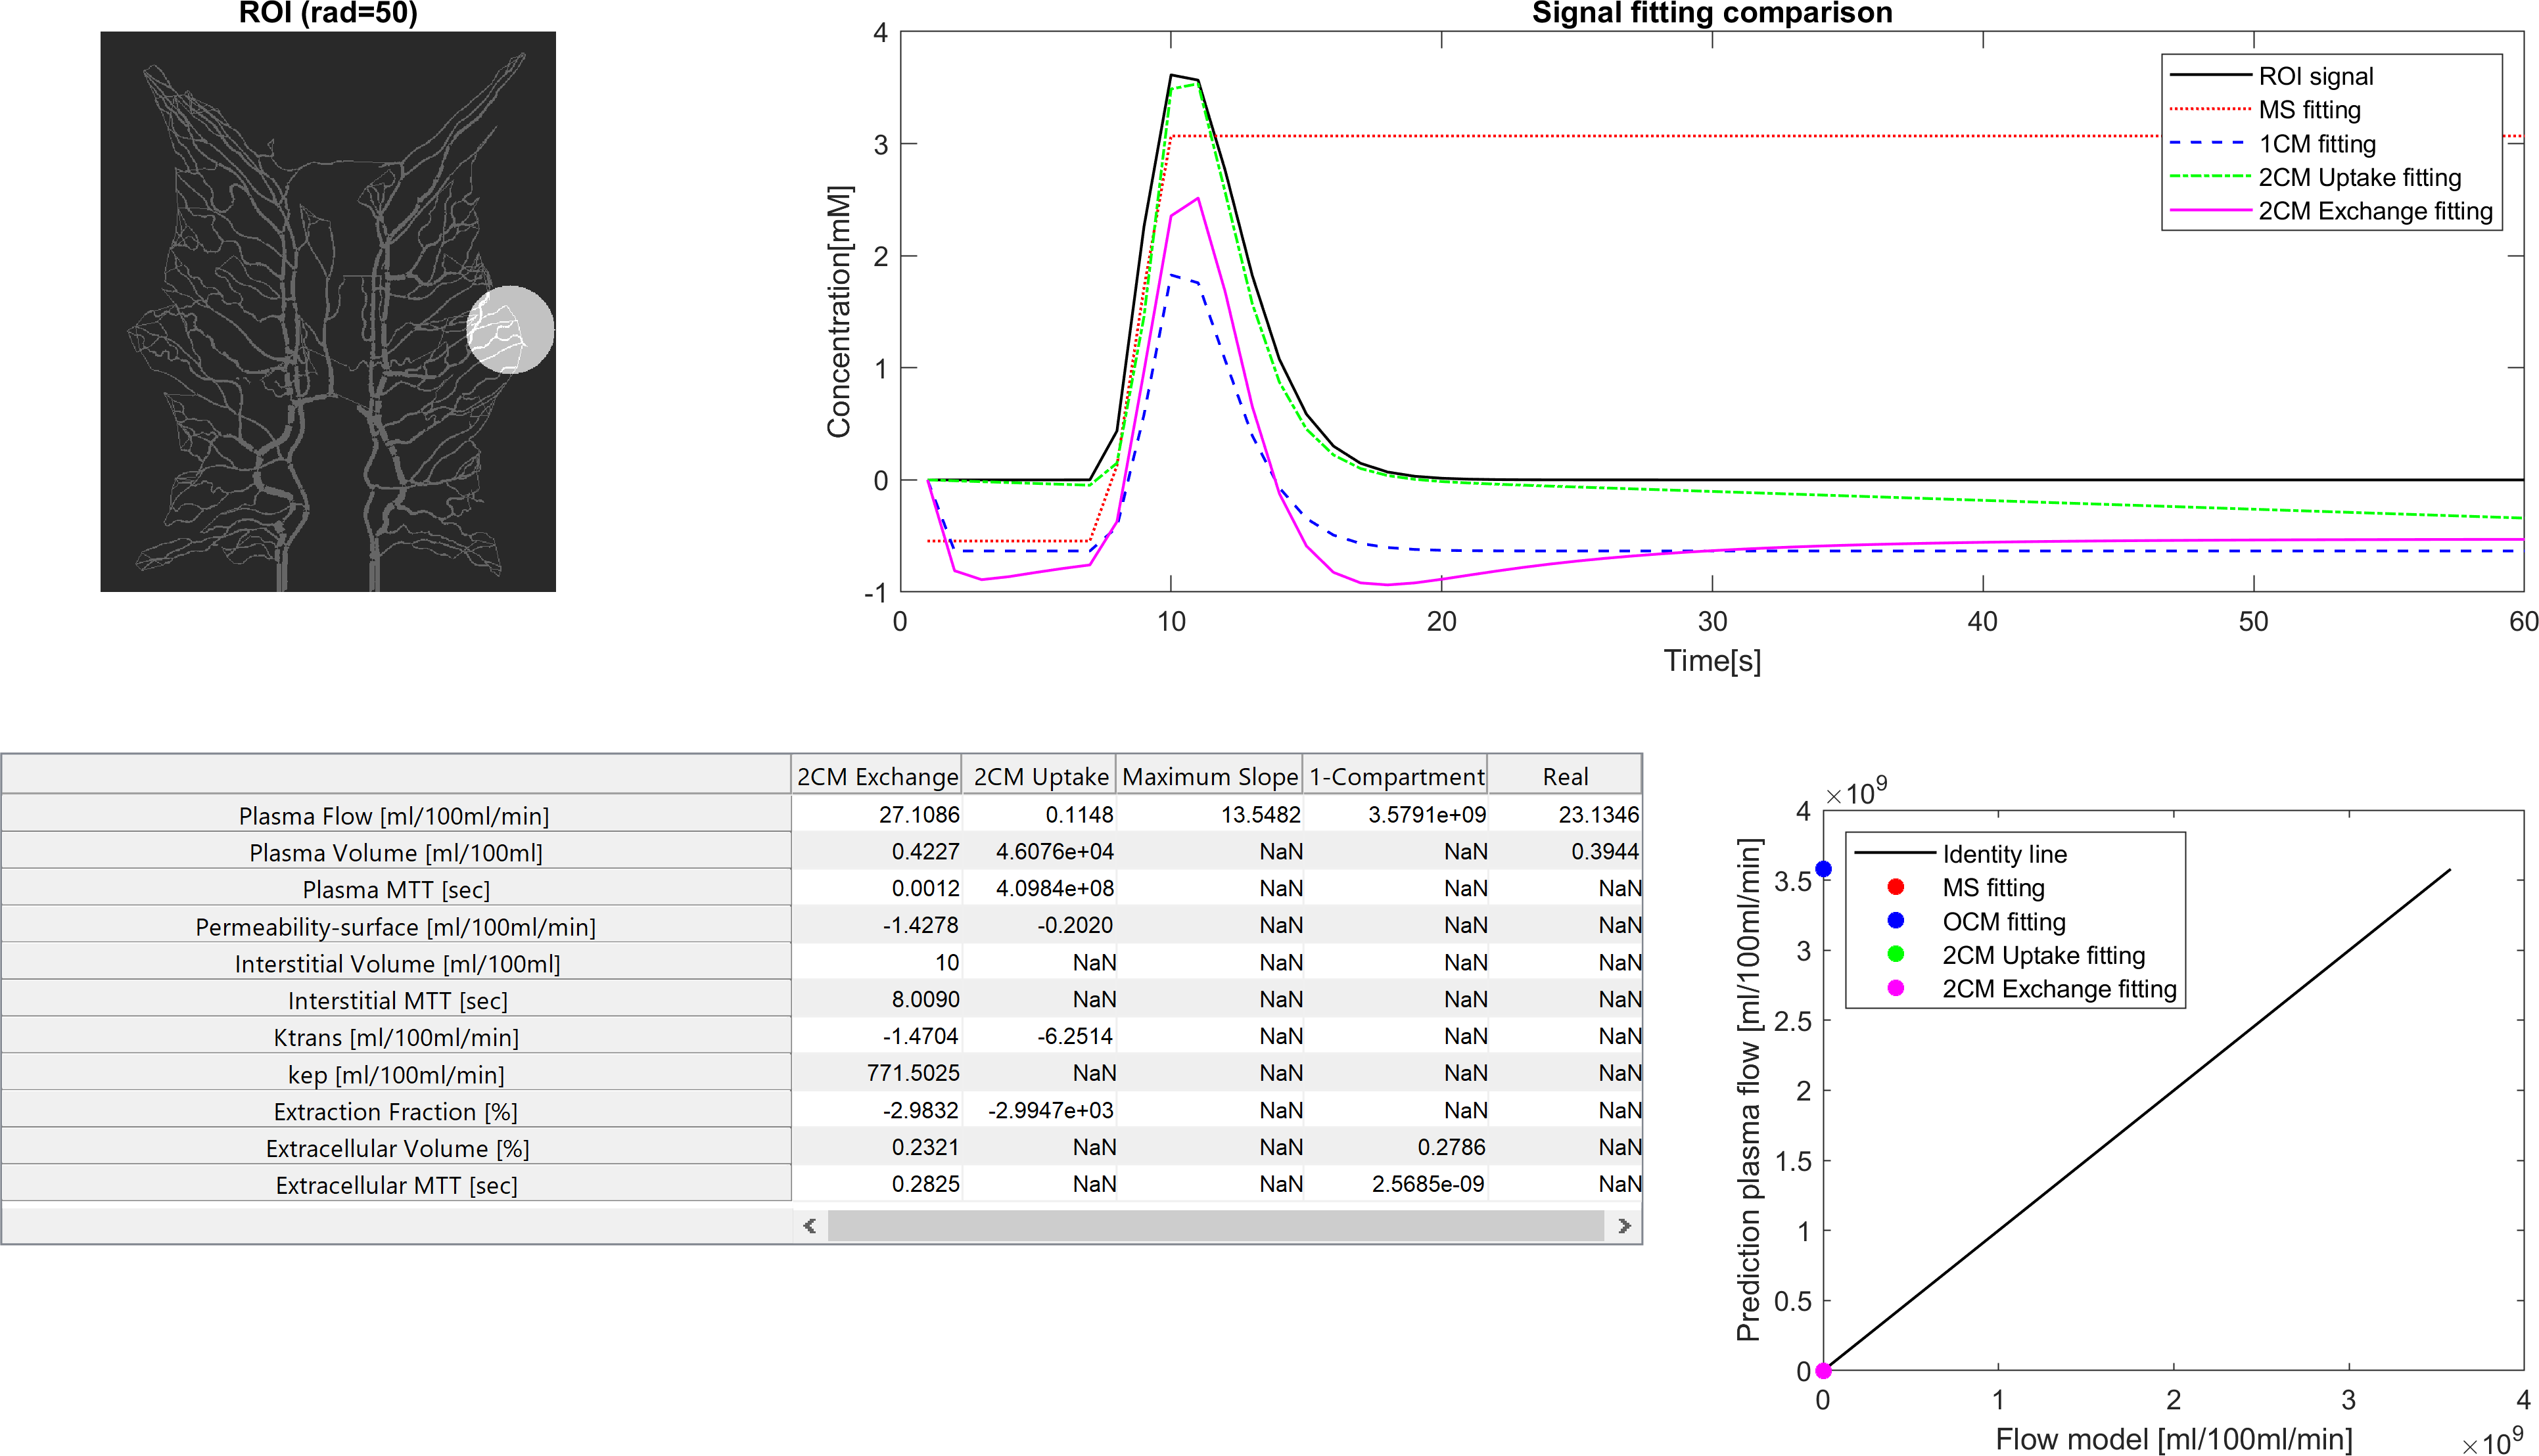 ROI (rad=50)
Signal fitting comparison
Concentration[mM]
4
3
2
1
0
-1
0 10 20 30 40 50 60
Time[s]
ROI signal
MS fitting
1CM fitting
2CM Uptake fitting
2CM Exchange fitting
2CM Exchange 2CM Uptake Maximum Slope 1-Compartment Real
Plasma Flow [ml/100ml/min] 27.1086 0.1148 13.5482 3.5791e+09 23.1346
Plasma Volume [ml/100ml] 0.4227 4.6076e+04 NaN NaN 0.3944
Plasma MTT [sec] 0.0012 4.0984e+08 NaN NaN NaN
Permeability-surface [ml/100ml/min] -1.4278 -0.2020 NaN NaN NaN
Interstitial Volume [ml/100ml] 10 NaN NaN NaN NaN
Interstitial MTT [sec] 8.0090 NaN NaN NaN NaN
Ktrans [ml/100ml/min] -1.4704 -6.2514 NaN NaN NaN
kep [ml/100ml/min] 771.5025 NaN NaN NaN NaN
Extraction Fraction [%] -2.9832 -2.9947e+03 NaN NaN NaN
Extracellular Volume [%] 0.2321 NaN NaN 0.2786 NaN
Extracellular MTT [sec] 0.2825 NaN NaN 2.5685e-09 NaN
×10⁹
Prediction plasma flow [ml/100ml/min]
4
3.5
3
2.5
2
1.5
1
0.5
0
Identity line
MS fitting
OCM fitting
2CM Uptake fitting
2CM Exchange fitting
0 1 2 3 4
Flow model [ml/100ml/min]
×10⁹